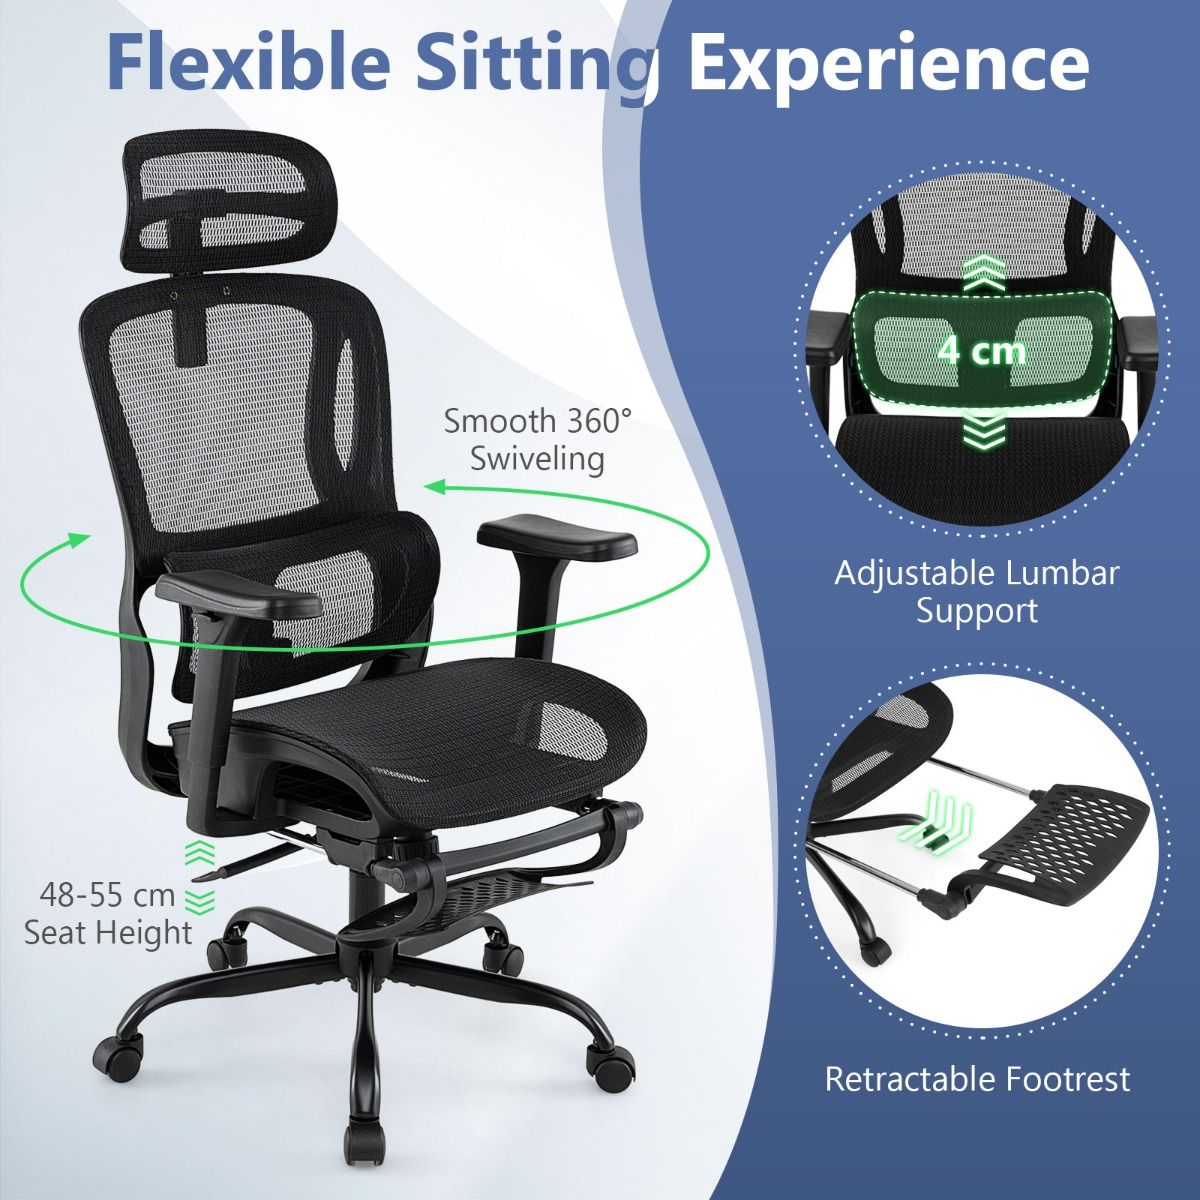 Flexible Sitting Experience
Smooth 360°
Swiveling
48-55 cm
Seat Height
4 cm
Adjustable Lumbar
Support
Retractable Footrest